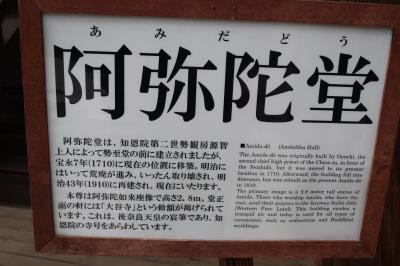 あみだどう
阿弥陀堂
阿弥陀堂は、知恩院第二世勢観房源智
上人によって勢至堂の前に建立されましたが、
宝永7年(1710)に現在の位置に移築。明治に
はいって荒廃が進み、いったん取り壊され、明
治43年(1910)に再建され、現在にいたります。
本尊は阿弥陀如来座像で高さ2.8m。堂正
面の軒には「大谷寺」という勅額が掲げられて
います。これは、後奈良天皇の宸筆であり、知
恩院の寺号をあらわしています。
■Amida-dō (Amitabha Hall)
The Amida-dō was originally built by Genchi, the
second chief high priest of the Chion-in, in front of
the Seishidō, but it was moved to its present
location in 1710. Afterward, the building fell into
disrepair, but was rebuilt as the present Amida-dō
in 1910.
The primary image is a 2.8 meter tall statue of
Amida. Those who worship Amida, who faces the
east, send their prayers to the faraway Saihō Jōdo
(Western Pure Land). This building exudes a
tranquil air and today is used for all types of
ceremonies, such as ordinations and Buddhist
weddings.